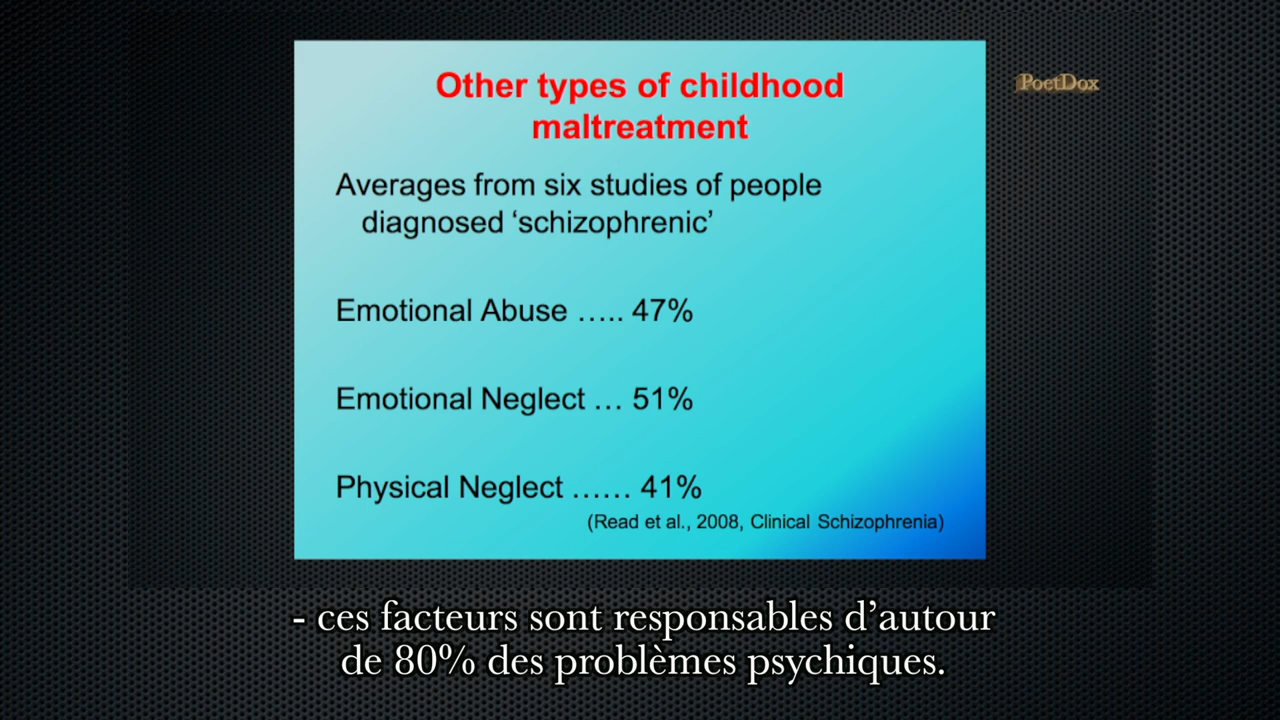 Other types of childhood
maltreatment
PoetDox
Averages from six studies of people
diagnosed ‘schizophrenic’
Emotional Abuse ….. 47%
Emotional Neglect … 51%
Physical Neglect …… 41%
(Read et al., 2008, Clinical Schizophrenia)
- ces facteurs sont responsables d’autour
de 80% des problèmes psychiques.